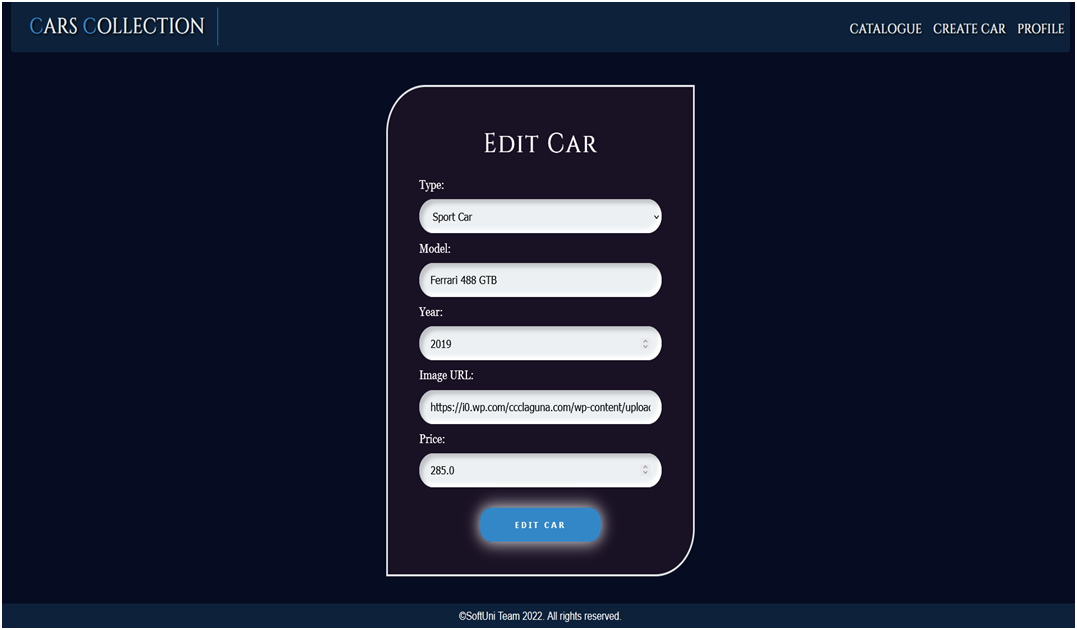 CARS COLLECTION
CATALOGUE CREATE CAR PROFILE
EDIT CAR
Type:
Sport Car
Model:
Ferrari 488 GTB
Year:
2019
Image URL:
https://i0.wp.com/ccclaguna.com/wp-content/uploac
Price:
285.0
EDIT CAR
©SoftUni Team 2022. All rights reserved.